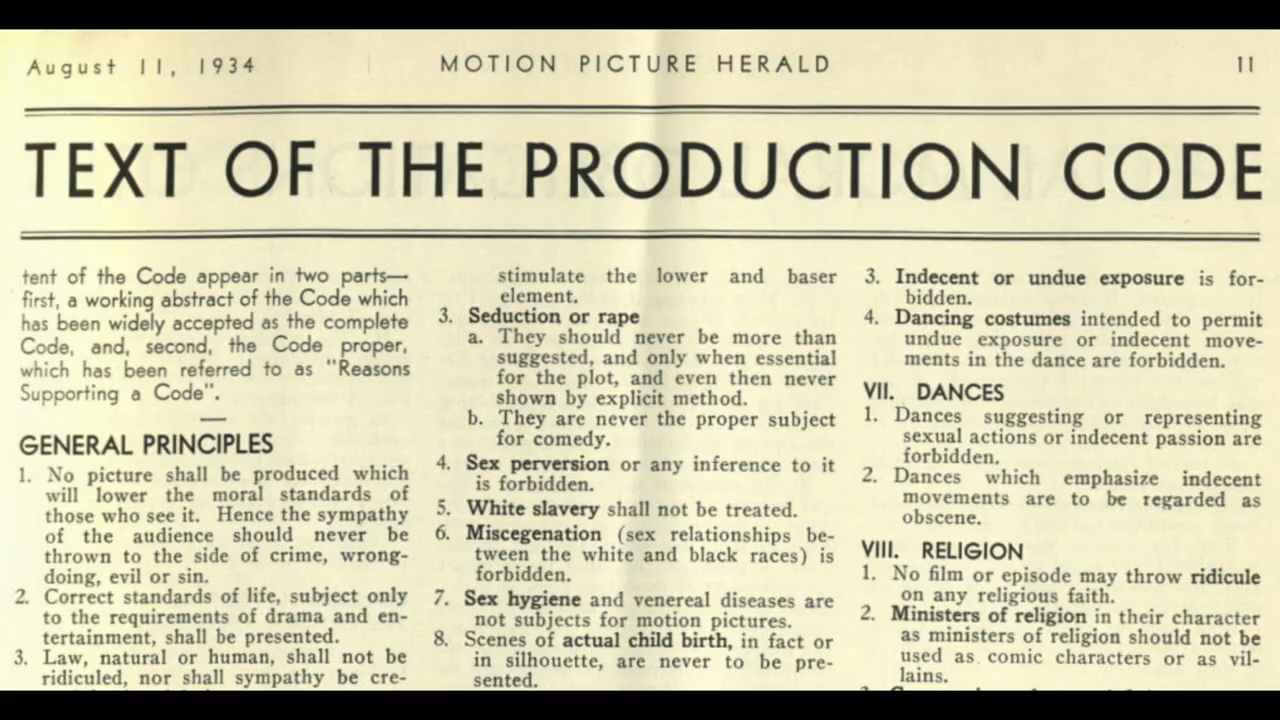 August 11, 1934
MOTION PICTURE HERALD
11
TEXT OF THE PRODUCTION CODE
tent of the Code appear in two parts—
first, a working abstract of the Code which
has been widely accepted as the complete
Code, and, second, the Code proper,
which has been referred to as "Reasons
Supporting a Code".
GENERAL PRINCIPLES
1. No picture shall be produced which
will lower the moral standards of
those who see it. Hence the sympathy
of the audience should never be
thrown to the side of crime, wrong-
doing, evil or sin.
2. Correct standards of life, subject only
to the requirements of drama and en-
tertainment, shall be presented.
3. Law, natural or human, shall not be
ridiculed, nor shall sympathy be cre-
stimulate the lower and baser
element.
3. Seduction or rape
a. They should never be more than
suggested, and only when essential
for the plot, and even then never
shown by explicit method.
b. They are never the proper subject
for comedy.
4. Sex perversion or any inference to it
is forbidden.
5. White slavery shall not be treated.
6. Miscegenation (sex relationships be-
tween the white and black races) is
forbidden.
7. Sex hygiene and venereal diseases are
not subjects for motion pictures.
8. Scenes of actual child birth, in fact or
in silhouette, are never to be pre-
sented.
3. Indecent or undue exposure is for-
bidden.
4. Dancing costumes intended to permit
undue exposure or indecent move-
ments in the dance are forbidden.
VII. DANCES
1. Dances suggesting or representing
sexual actions or indecent passion are
forbidden.
2. Dances which emphasize indecent
movements are to be regarded as
obscene.
VIII. RELIGION
1. No film or episode may throw ridicule
on any religious faith.
2. Ministers of religion in their character
as ministers of religion should not be
used as comic characters or as vil-
lains.